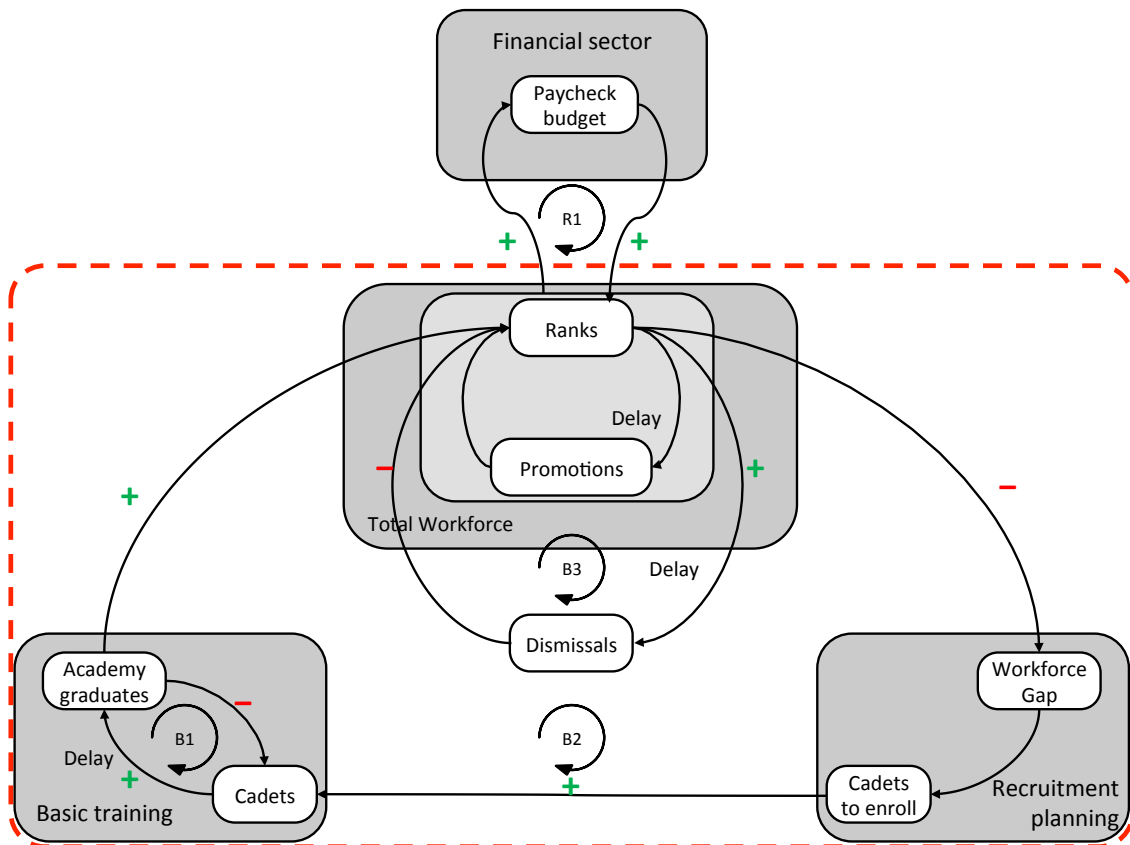 Financial sector
Paycheck
budget
R1
+
+
Ranks
Delay
Promotions
−
+
+
−
Total Workforce
B3
Delay
Dismissals
Academy
graduates
−
Workforce
Gap
B1
B2
Delay
+
+
Cadets
Cadets
to enroll
Basic training
Recruitment
planning